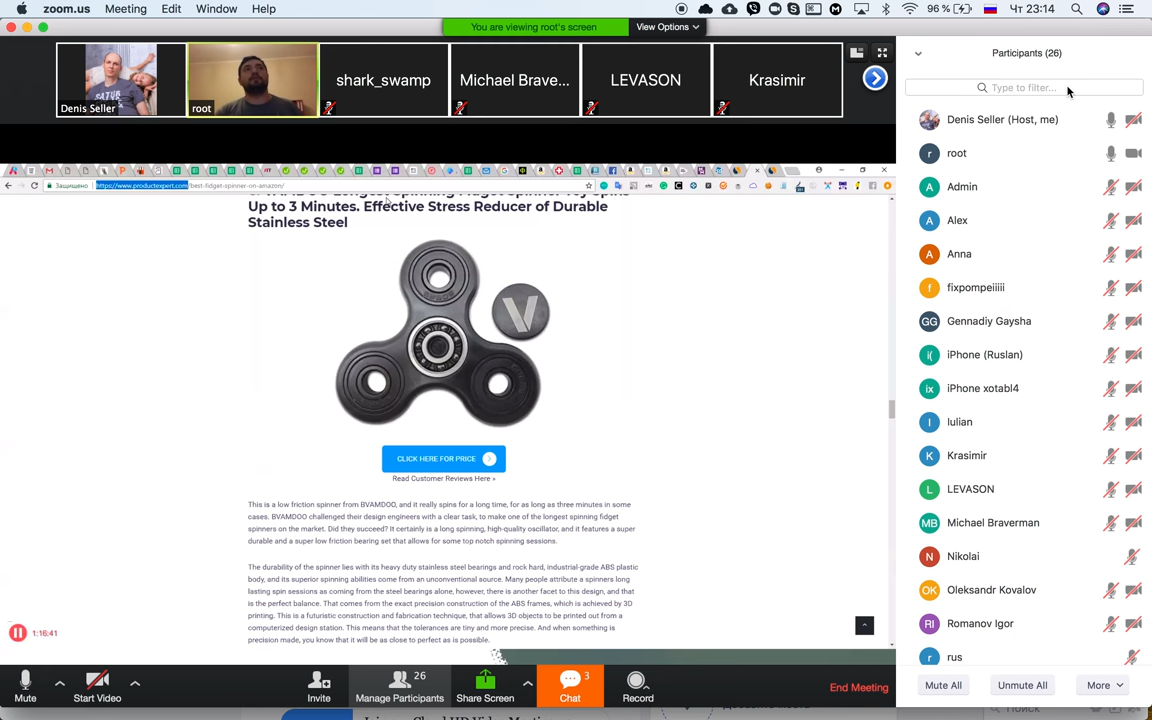 zoom.us Meeting Edit Window Help
96 % Чт 23:14
You are viewing root's screen View Options
Participants (26)
Denis Seller
root
shark_swamp
Michael Brave...
LEVASON
Krasimir
Type to filter...
Denis Seller (Host, me)
root
Admin
Alex
Anna
fixpompeiiiii
GG Gennadiy Gaysha
i( iPhone (Ruslan)
ix iPhone xotabl4
I Iulian
K Krasimir
L LEVASON
MB Michael Braverman
N Nikolai
OK Oleksandr Kovalov
RI Romanov Igor
r rus
Защищено https://www.productexpert.com/best-fidget-spinner-on-amazon/
Up to 3 Minutes. Effective Stress Reducer of Durable
Stainless Steel
V
CLICK HERE FOR PRICE
Read Customer Reviews Here »
This is a low friction spinner from BVAMDOO, and it really spins for a long time, for as long as three minutes in some
cases. BVAMDOO challenged their design engineers with a clear task, to make one of the longest spinning fidget
spinners on the market. Did they succeed? It certainly is a long spinning, high-quality oscillator, and it features a super
durable and a super low friction bearing set that allows for some top notch spinning sessions.
The durability of the spinner lies with its heavy duty stainless steel bearings and rock hard, industrial-grade ABS plastic
body, and its superior spinning abilities come from an unconventional source. Many people attribute a spinners long
lasting spin sessions as coming from the steel bearings alone, however, there is another facet to this design, and that
is the perfect balance. That comes from the exact precision construction of the ABS frames, which is achieved by 3D
printing. This is a futuristic construction and fabrication technique, that allows 3D objects to be printed out from a
computerized design station. This means that the tolerances are tiny and more precise. And when something is
precision made, you know that it will be as close to perfect as is possible.
1:16:41
Mute
Start Video
Invite
26
Manage Participants
Share Screen
3
Chat
Record
End Meeting
Mute All
Unmute All
More